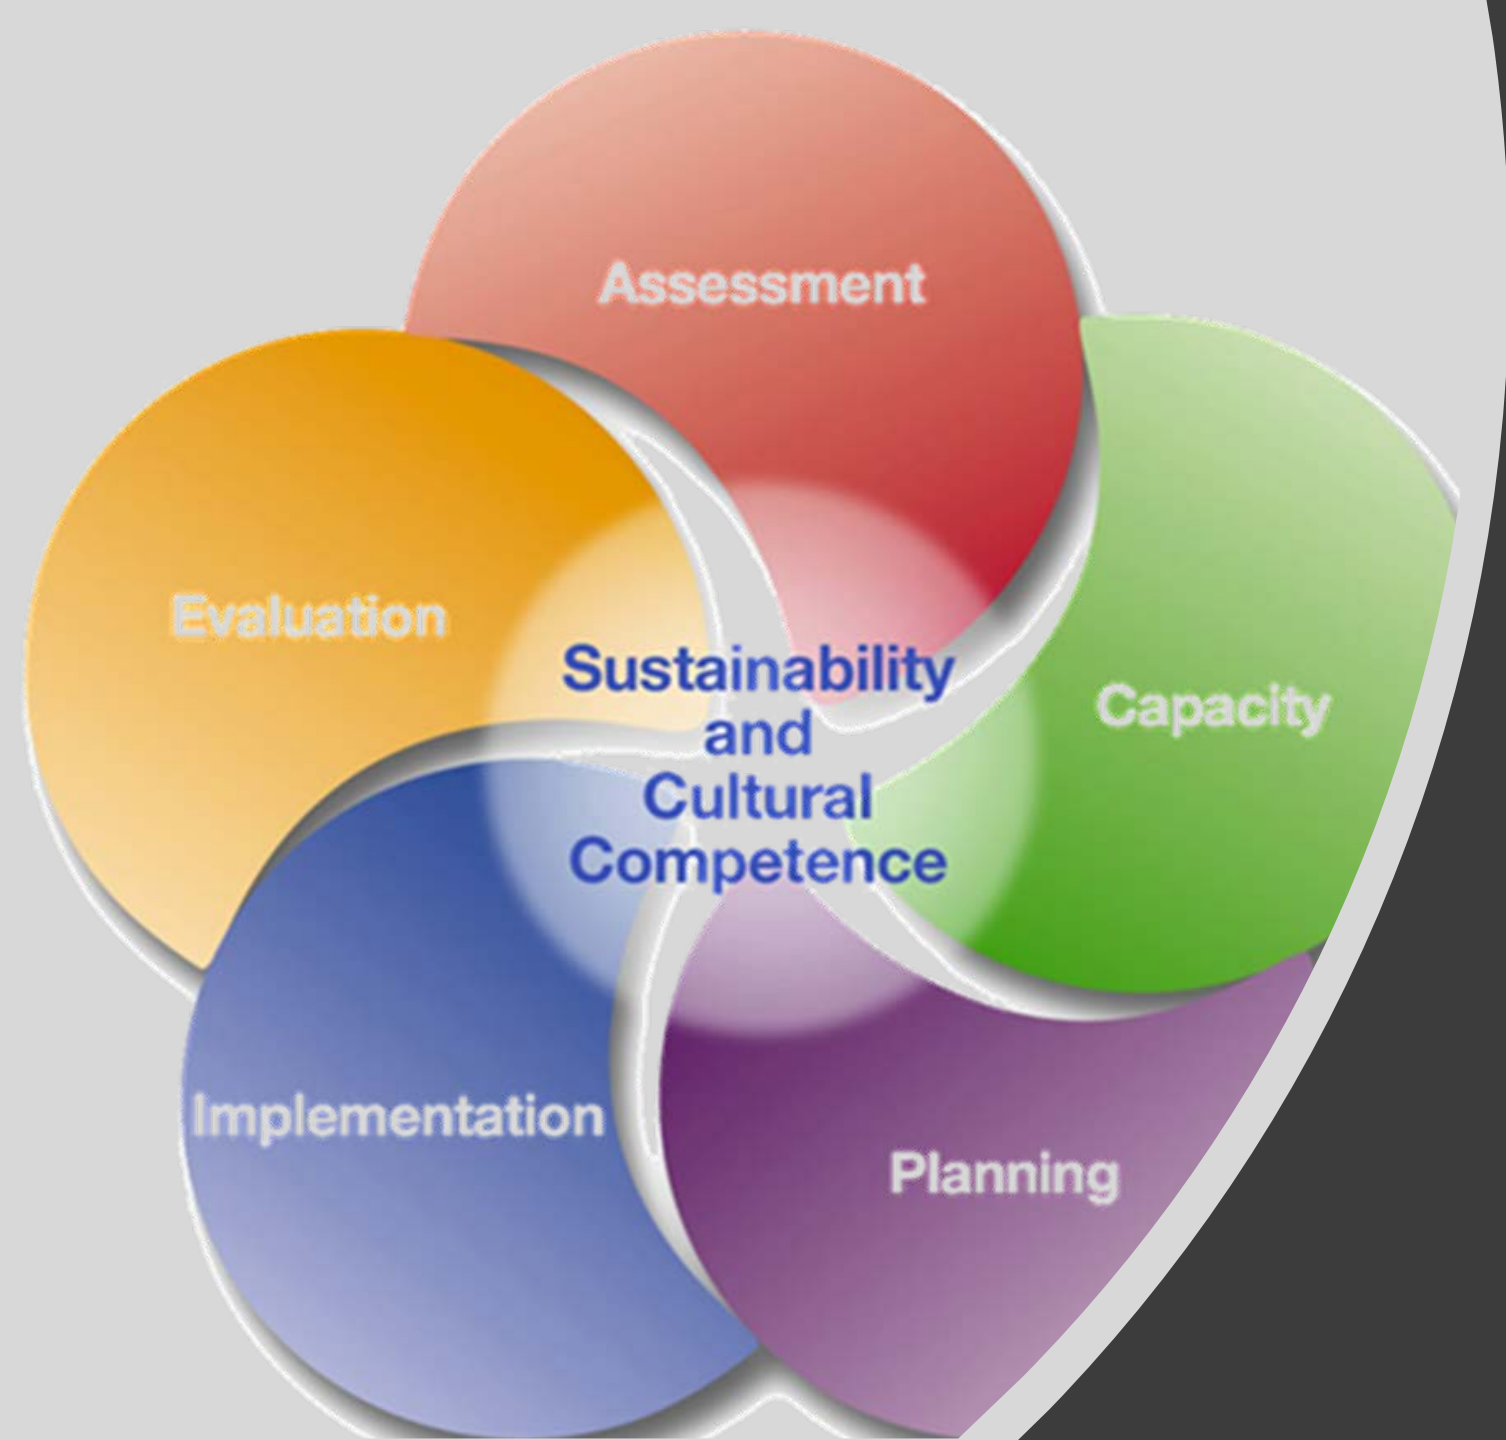 Assessment
Evaluation
Capacity
Sustainability
and
Cultural
Competence
Implementation
Planning